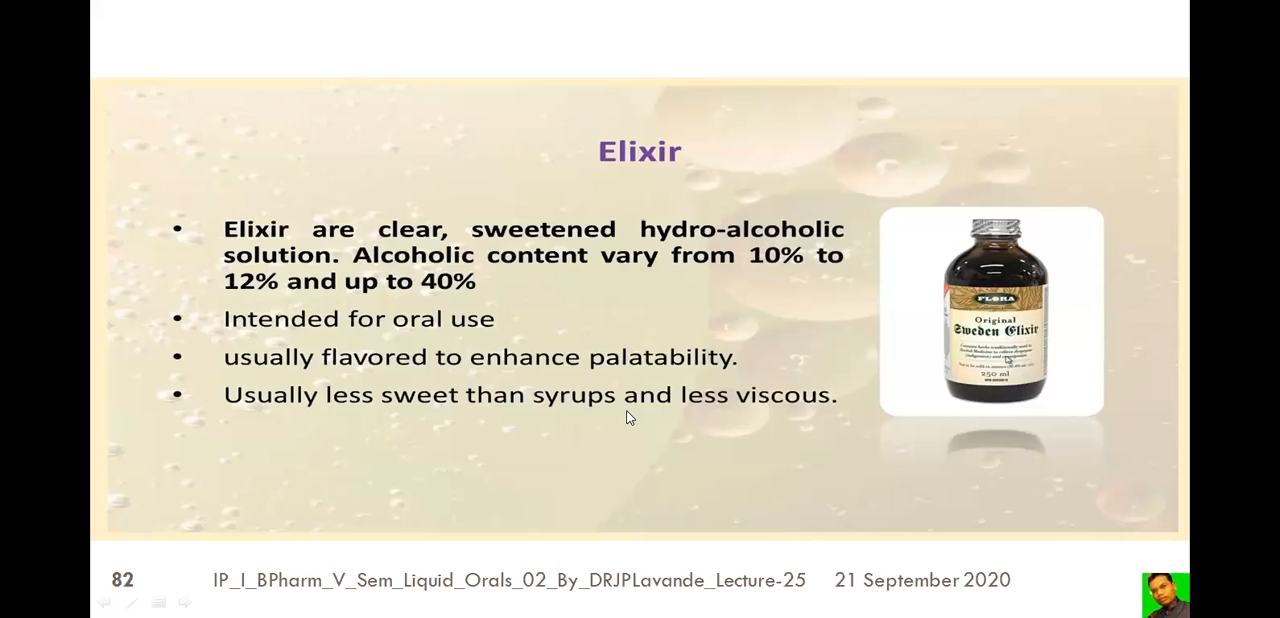 Elixir
• Elixir are clear, sweetened hydro-alcoholic
solution. Alcoholic content vary from 10% to
12% and up to 40%
• Intended for oral use
• usually flavored to enhance palatability.
• Usually less sweet than syrups and less viscous.
FLORA
Original
Sweden Elixir
250 ml
82 IP_I_BPharm_V_Sem_Liquid_Orals_02_By_DRJPLavande_Lecture-25 21 September 2020